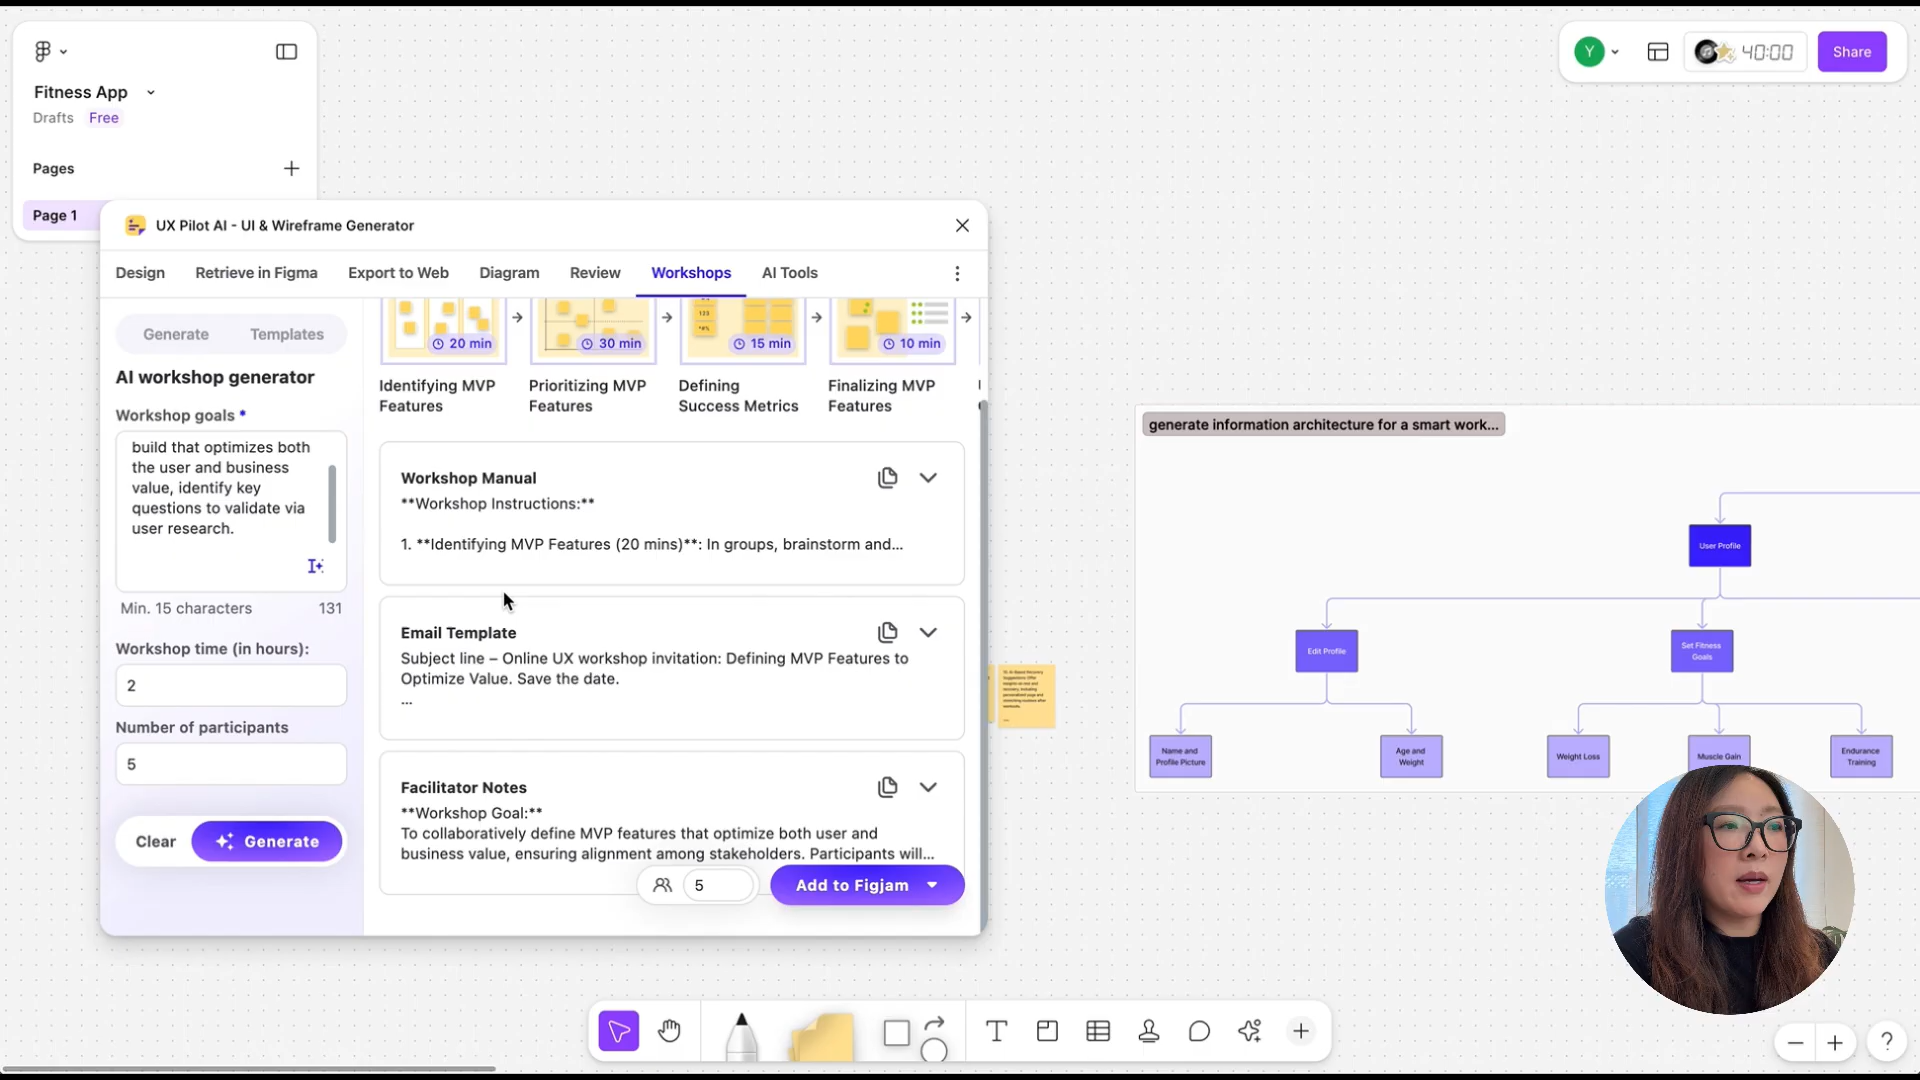 Fitness App
Drafts Free
Pages
Page 1
Y
40:00
Share
UX Pilot AI - UI & Wireframe Generator
Design Retrieve in Figma Export to Web Diagram Review Workshops AI Tools
Generate Templates
AI workshop generator
Workshop goals *
build that optimizes both
the user and business
value, identify key
questions to validate via
user research.
Min. 15 characters 131
Workshop time (in hours):
2
Number of participants
5
Clear Generate
20 min
30 min
123
15 min
10 min
Identifying MVP
Features
Prioritizing MVP
Features
Defining
Success Metrics
Finalizing MVP
Features
Workshop Manual
**Workshop Instructions:**
1. **Identifying MVP Features (20 mins)**: In groups, brainstorm and...
Email Template
Subject line – Online UX workshop invitation: Defining MVP Features to
Optimize Value. Save the date.
...
Facilitator Notes
**Workshop Goal:**
To collaboratively define MVP features that optimize both user and
business value, ensuring alignment among stakeholders. Participants will...
5
Add to Figjam
generate information architecture for a smart work...
User Profile
Edit Profile
Set Fitness
Goals
Name and
Profile Picture
Age and
Weight
Weight Loss
Muscle Gain
Endurance
Training